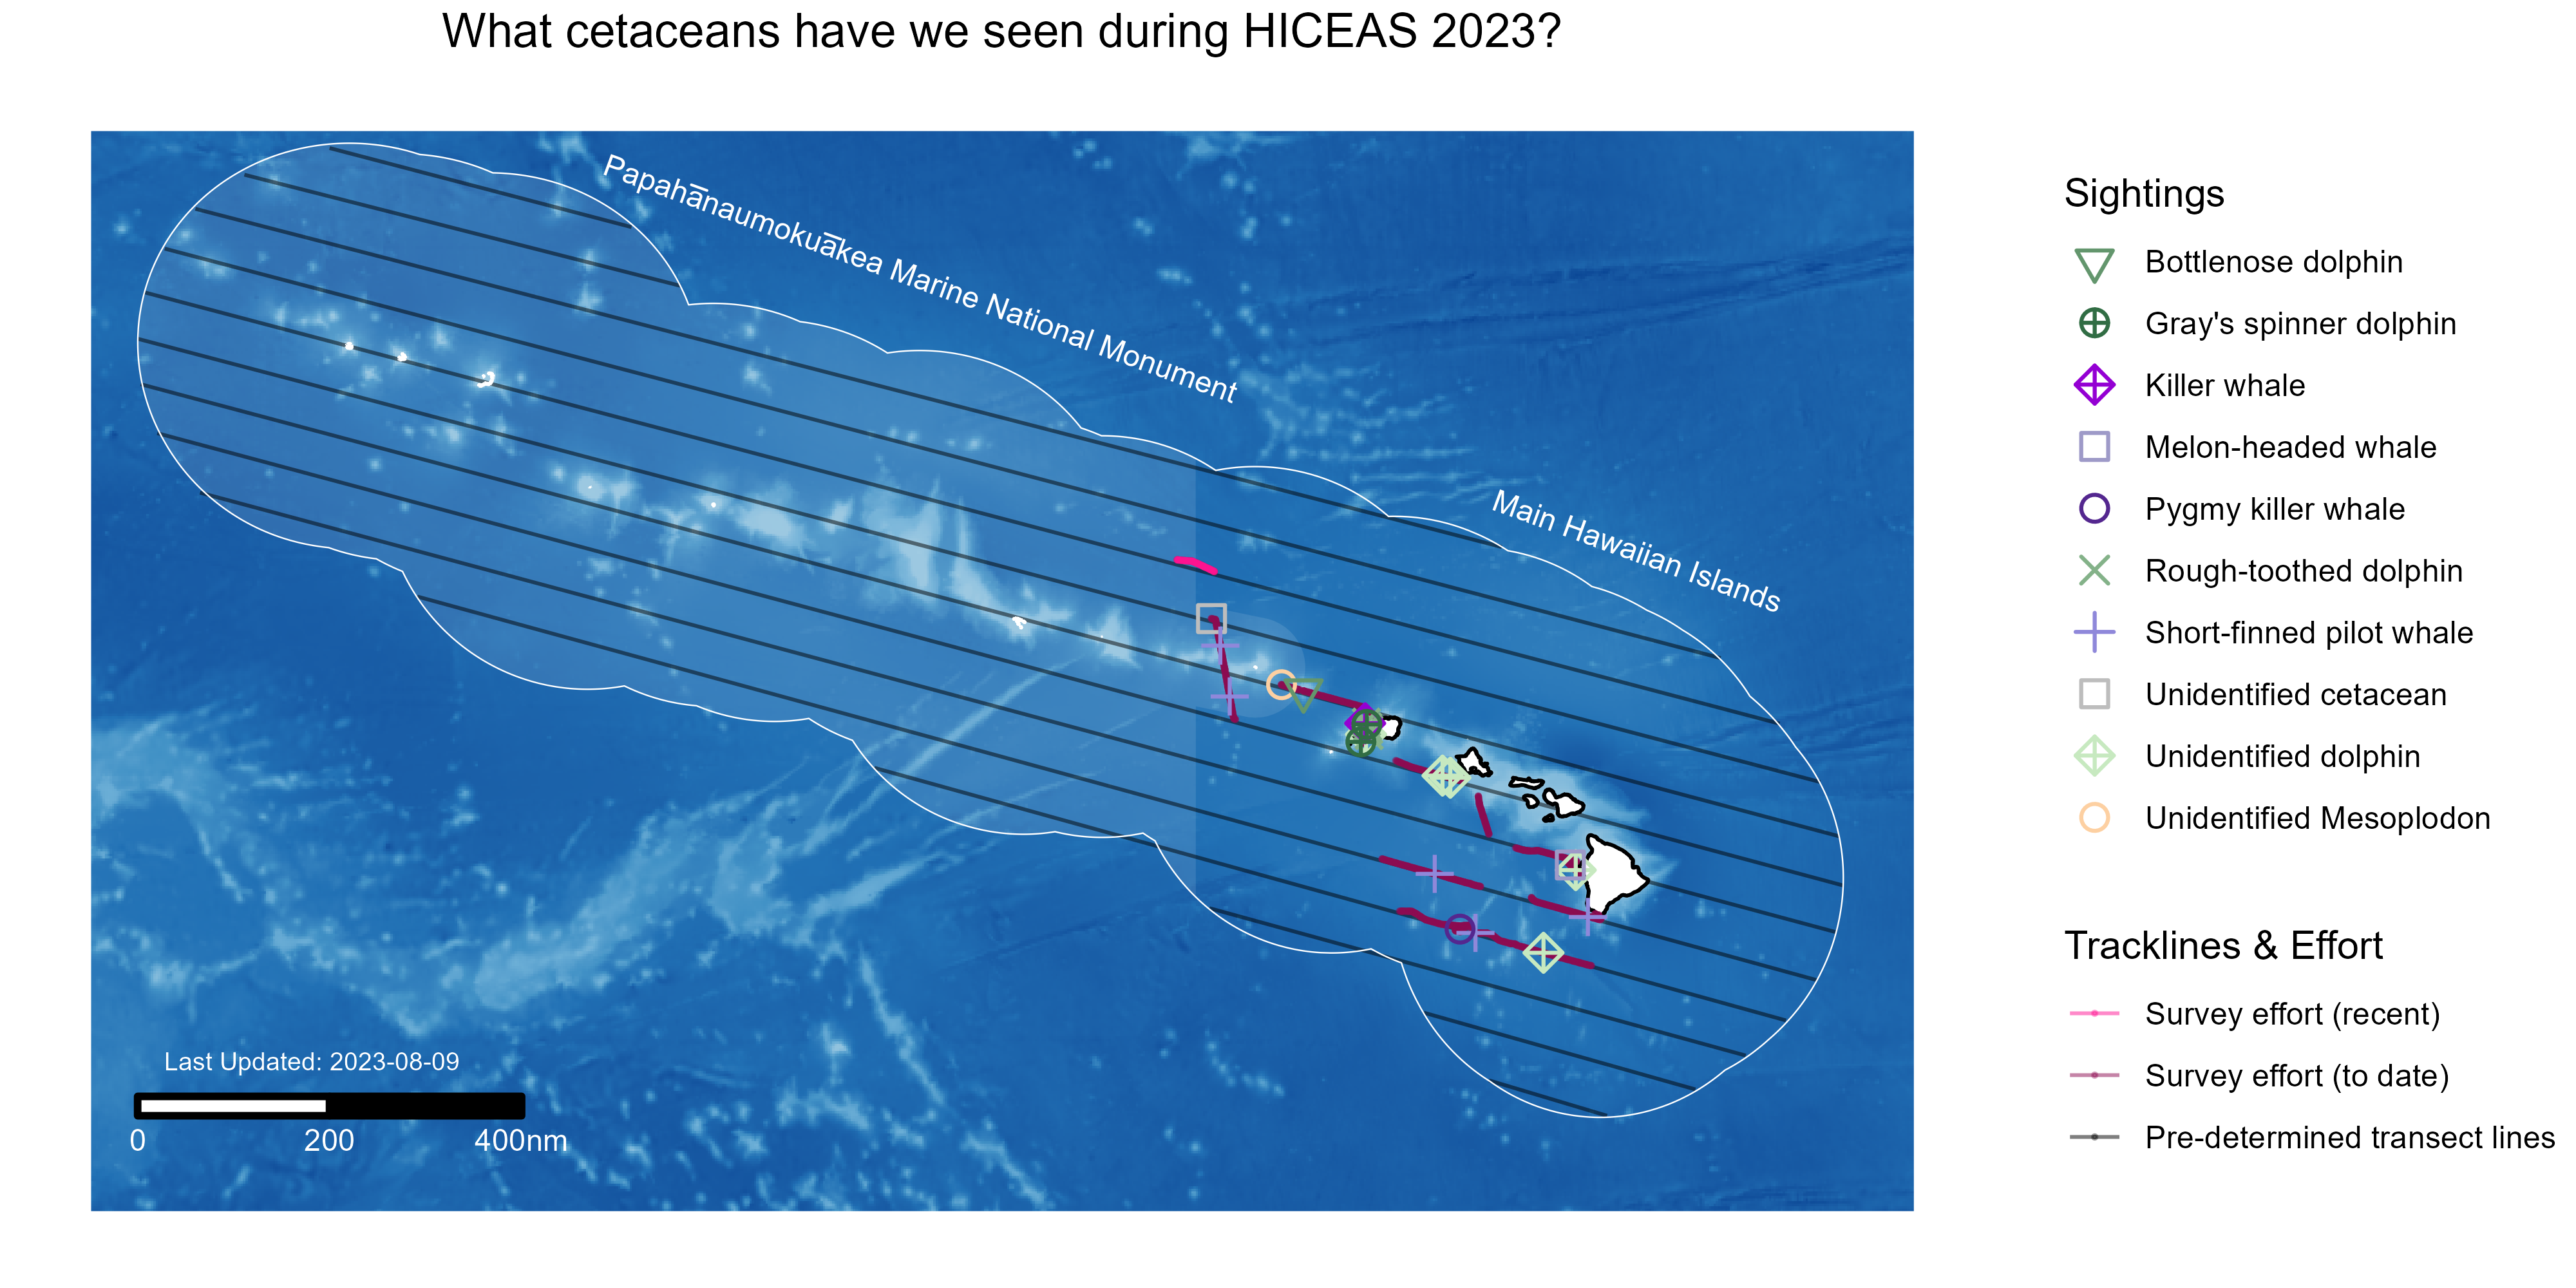 What cetaceans have we seen during HICEAS 2023?
Papahānaumokuākea Marine National Monument
Main Hawaiian Islands
Last Updated: 2023-08-09
0 200 400nm
Sightings
Bottlenose dolphin
Gray's spinner dolphin
Killer whale
Melon-headed whale
Pygmy killer whale
Rough-toothed dolphin
Short-finned pilot whale
Unidentified cetacean
Unidentified dolphin
Unidentified Mesoplodon
Tracklines & Effort
Survey effort (recent)
Survey effort (to date)
Pre-determined transect lines